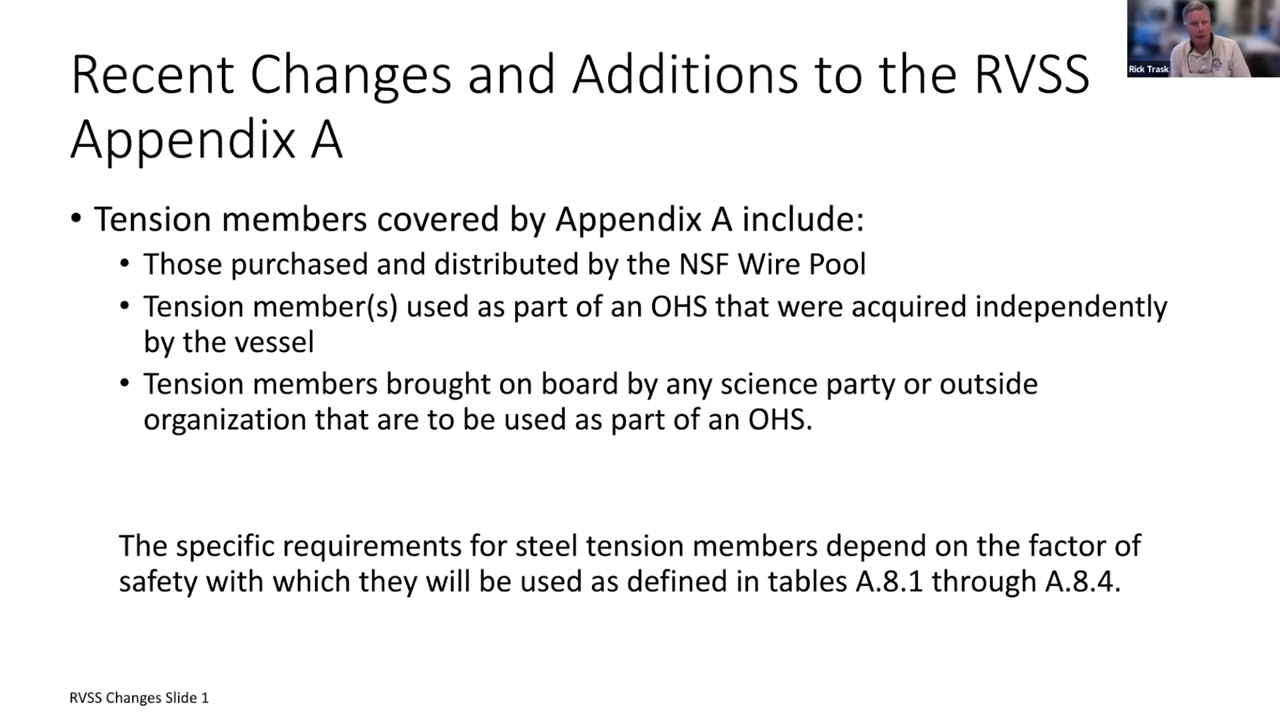 Recent Changes and Additions to the RVSS
Appendix A
Rick Trask
• Tension members covered by Appendix A include:
• Those purchased and distributed by the NSF Wire Pool
• Tension member(s) used as part of an OHS that were acquired independently
by the vessel
• Tension members brought on board by any science party or outside
organization that are to be used as part of an OHS.
The specific requirements for steel tension members depend on the factor of
safety with which they will be used as defined in tables A.8.1 through A.8.4.
RVSS Changes Slide 1